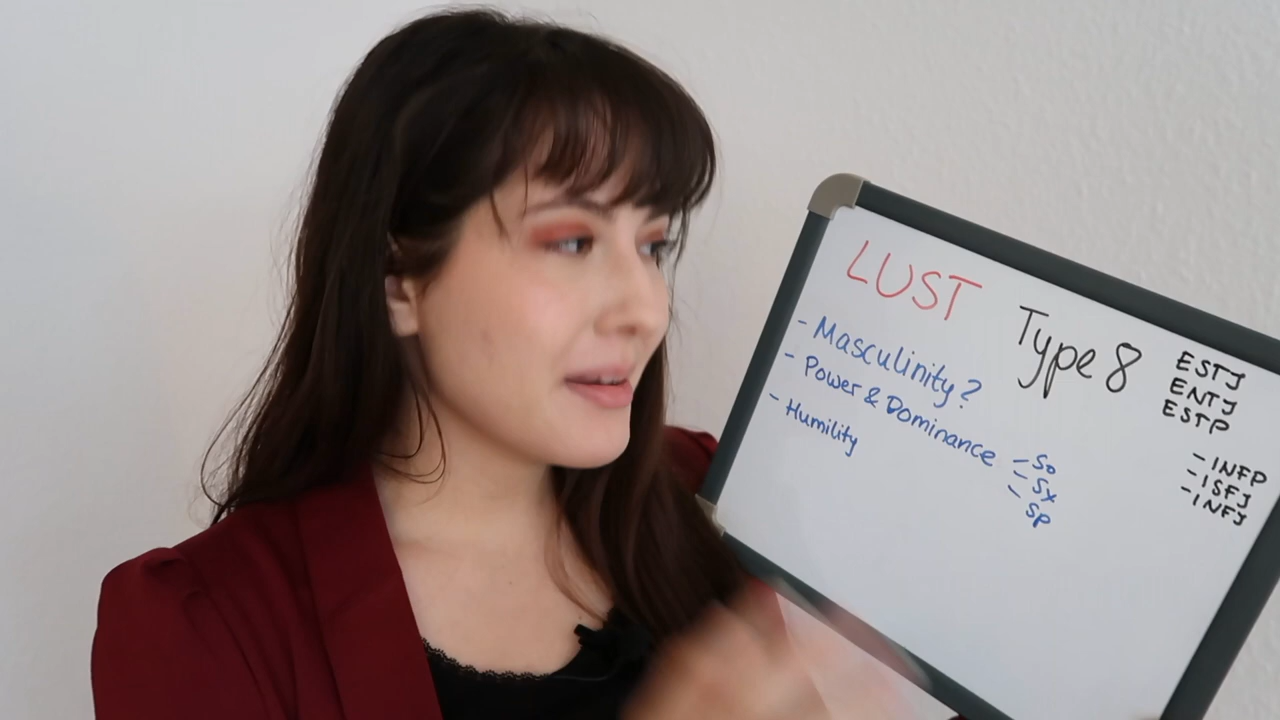 LUST
Type 8
- Masculinity?
- Power & Dominance
- So
- Sx
- Sp
- Humility
ESTJ
ENTJ
ESTP
- INFP
- ISFJ
- INFJ